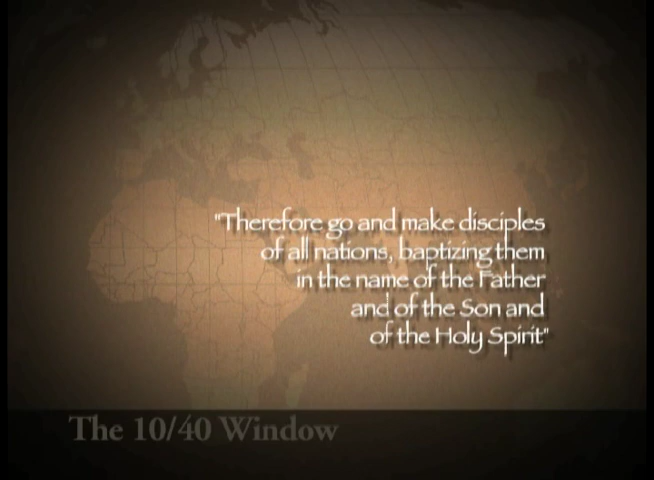 "Therefore go and make disciples
of all nations, baptizing them
in the name of the Father
and of the Son and
of the Holy Spirit"
The 10/40 Window